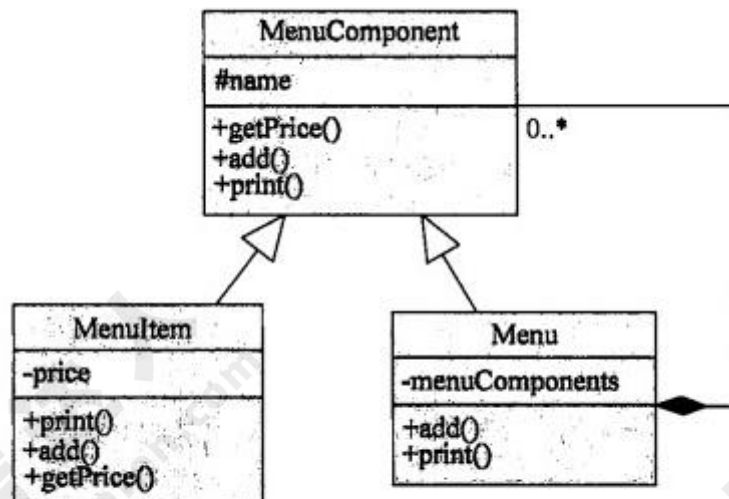 MenuComponent
#name
+getPrice()
+add()
+print()
0..*
MenuItem
-price
+print()
+add()
+getPrice()
Menu
-menuComponents
+add()
+print()